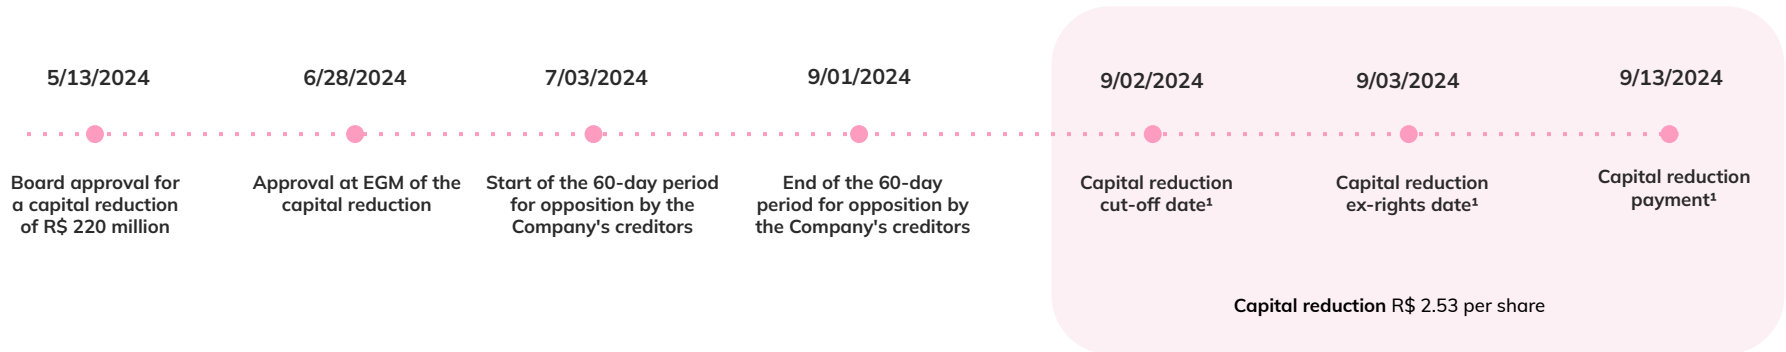 5/13/2024
Board approval for
a capital reduction
of R$ 220 million
6/28/2024
Approval at EGM of the
capital reduction
7/03/2024
Start of the 60-day period
for opposition by the
Company's creditors
9/01/2024
End of the 60-day
period for opposition by
the Company's creditors
9/02/2024
Capital reduction
cut-off date¹
9/03/2024
Capital reduction
ex-rights date¹
9/13/2024
Capital reduction
payment¹
Capital reduction R$ 2.53 per share